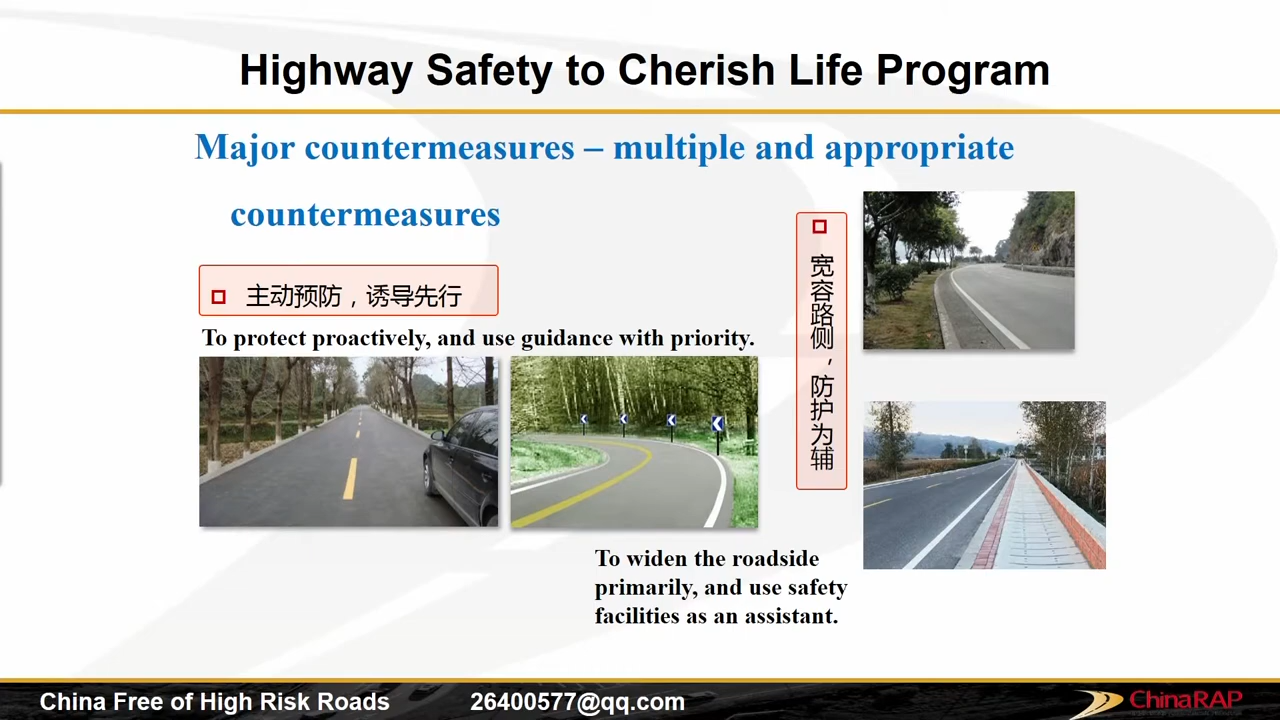 Highway Safety to Cherish Life Program
Major countermeasures – multiple and appropriate
countermeasures
主动预防，诱导先行
To protect proactively, and use guidance with priority.
宽容路侧，防护为辅
To widen the roadside
primarily, and use safety
facilities as an assistant.
China Free of High Risk Roads
26400577@qq.com
ChinaRAP